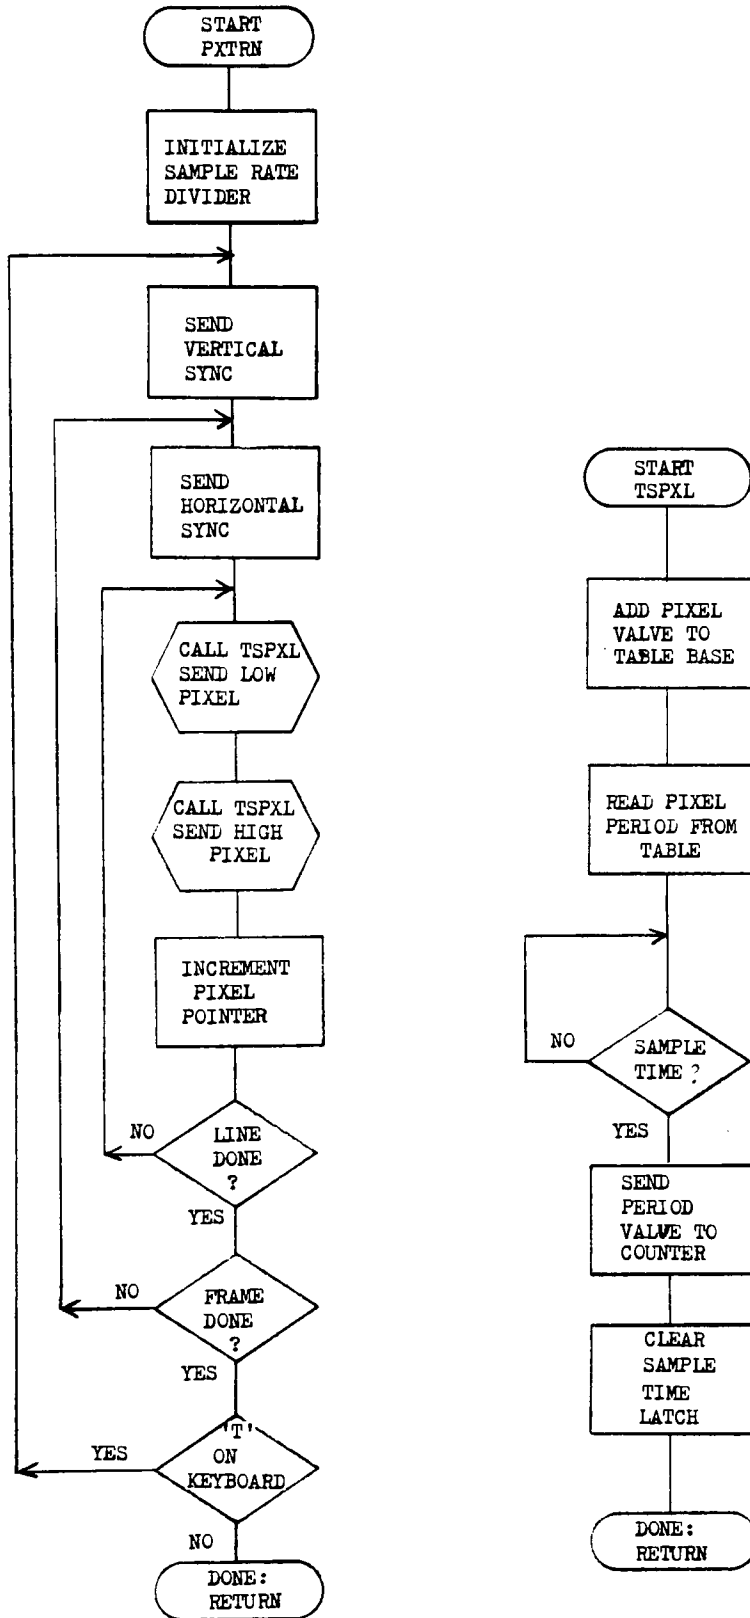 START
PXTRN
INITIALIZE
SAMPLE RATE
DIVIDER
SEND
VERTICAL
SYNC
SEND
HORIZONTAL
SYNC
CALL TSPXL
SEND LOW
PIXEL
CALL TSPXL
SEND HIGH
PIXEL
INCREMENT
PIXEL
POINTER
NO
LINE
DONE
?
YES
NO
FRAME
DONE
?
YES
YES
'T'
ON
KEYBOARD
NO
DONE:
RETURN
START
TSPXL
ADD PIXEL
VALVE TO
TABLE BASE
READ PIXEL
PERIOD FROM
TABLE
NO
SAMPLE
TIME ?
YES
SEND
PERIOD
VALUE TO
COUNTER
CLEAR
SAMPLE
TIME
LATCH
DONE:
RETURN